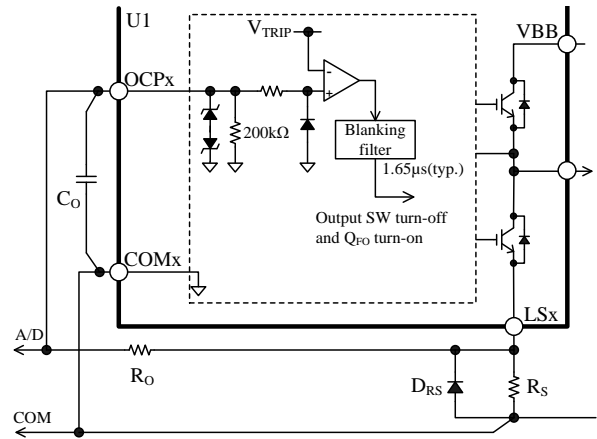 U1
VTRIP
VBB
OCPx
-
+
200kΩ
Blanking
filter
1.65µs(typ.)
CO
Output SW turn-off
and QFO turn-on
COMx
LSx
A/D
RO
DRS
RS
COM